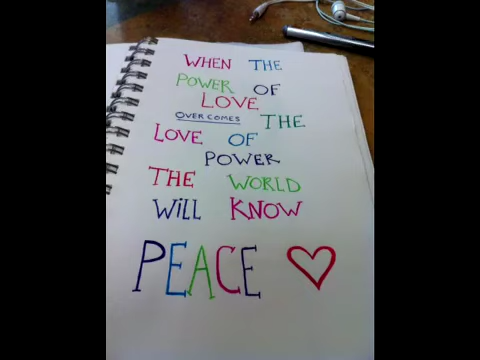 WHEN THE
POWER OF
LOVE
OVERCOMES THE
LOVE OF
POWER
THE WORLD
WiLL KNOW
PEACE